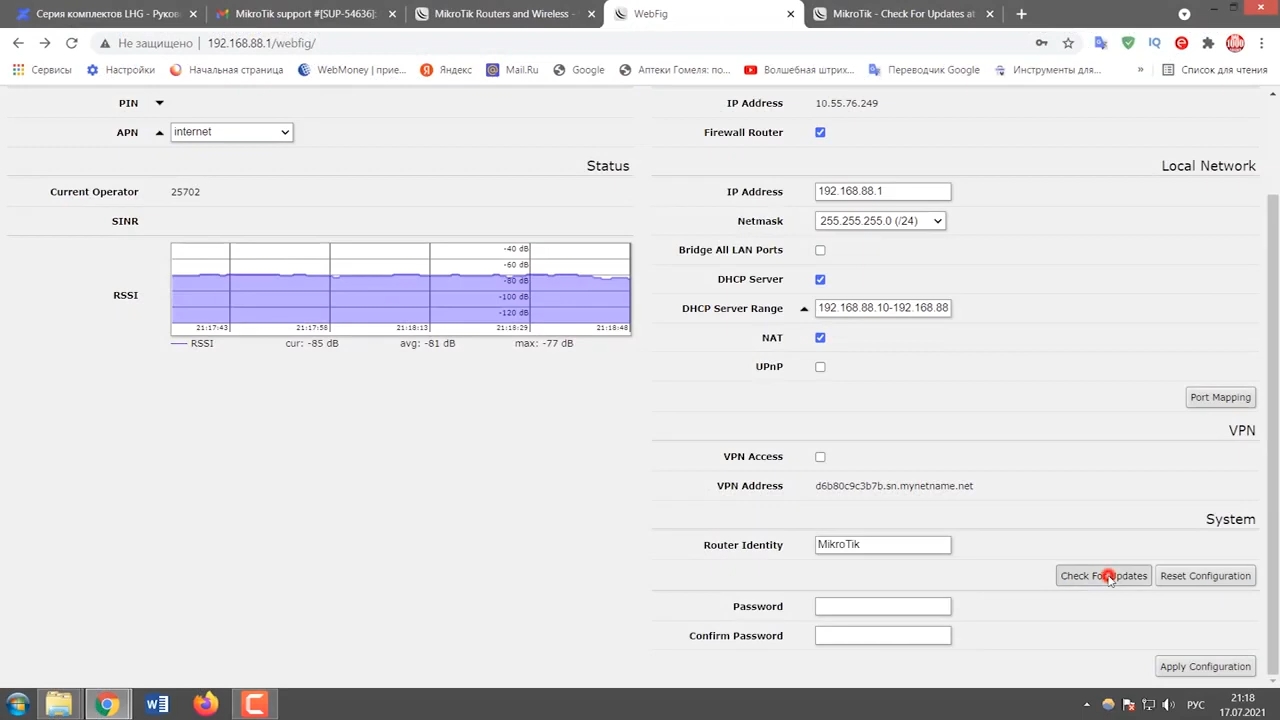 Серия комплектов LHG - Руков
MikroTik support #[SUP-54636]:
MikroTik Routers and Wireless -
WebFig
MikroTik - Check For Updates at
Не защищено
192.168.88.1/webfig/
Сервисы
Настройки
Начальная страница
WebMoney | прие...
Яндекс
Mail.Ru
Google
Аптеки Гомеля: по...
Волшебная штрих...
Переводчик Google
Инструменты для...
»
Список для чтения
PIN
APN
internet
Status
Current Operator
25702
SINR
RSSI
-40 dB
-60 dB
-80 dB
-100 dB
-120 dB
21:17:43
21:17:58
21:18:13
21:18:29
21:18:48
RSSI
cur: -85 dB
avg: -81 dB
max: -77 dB
IP Address
10.55.76.249
Firewall Router
Local Network
IP Address
192.168.88.1
Netmask
255.255.255.0 (/24)
Bridge All LAN Ports
DHCP Server
DHCP Server Range
192.168.88.10-192.168.88
NAT
UPnP
Port Mapping
VPN
VPN Access
VPN Address
d6b80c9c3b7b.sn.mynetname.net
System
Router Identity
MikroTik
Check For Updates
Reset Configuration
Password
Confirm Password
Apply Configuration
РУС
21:18
17.07.2021